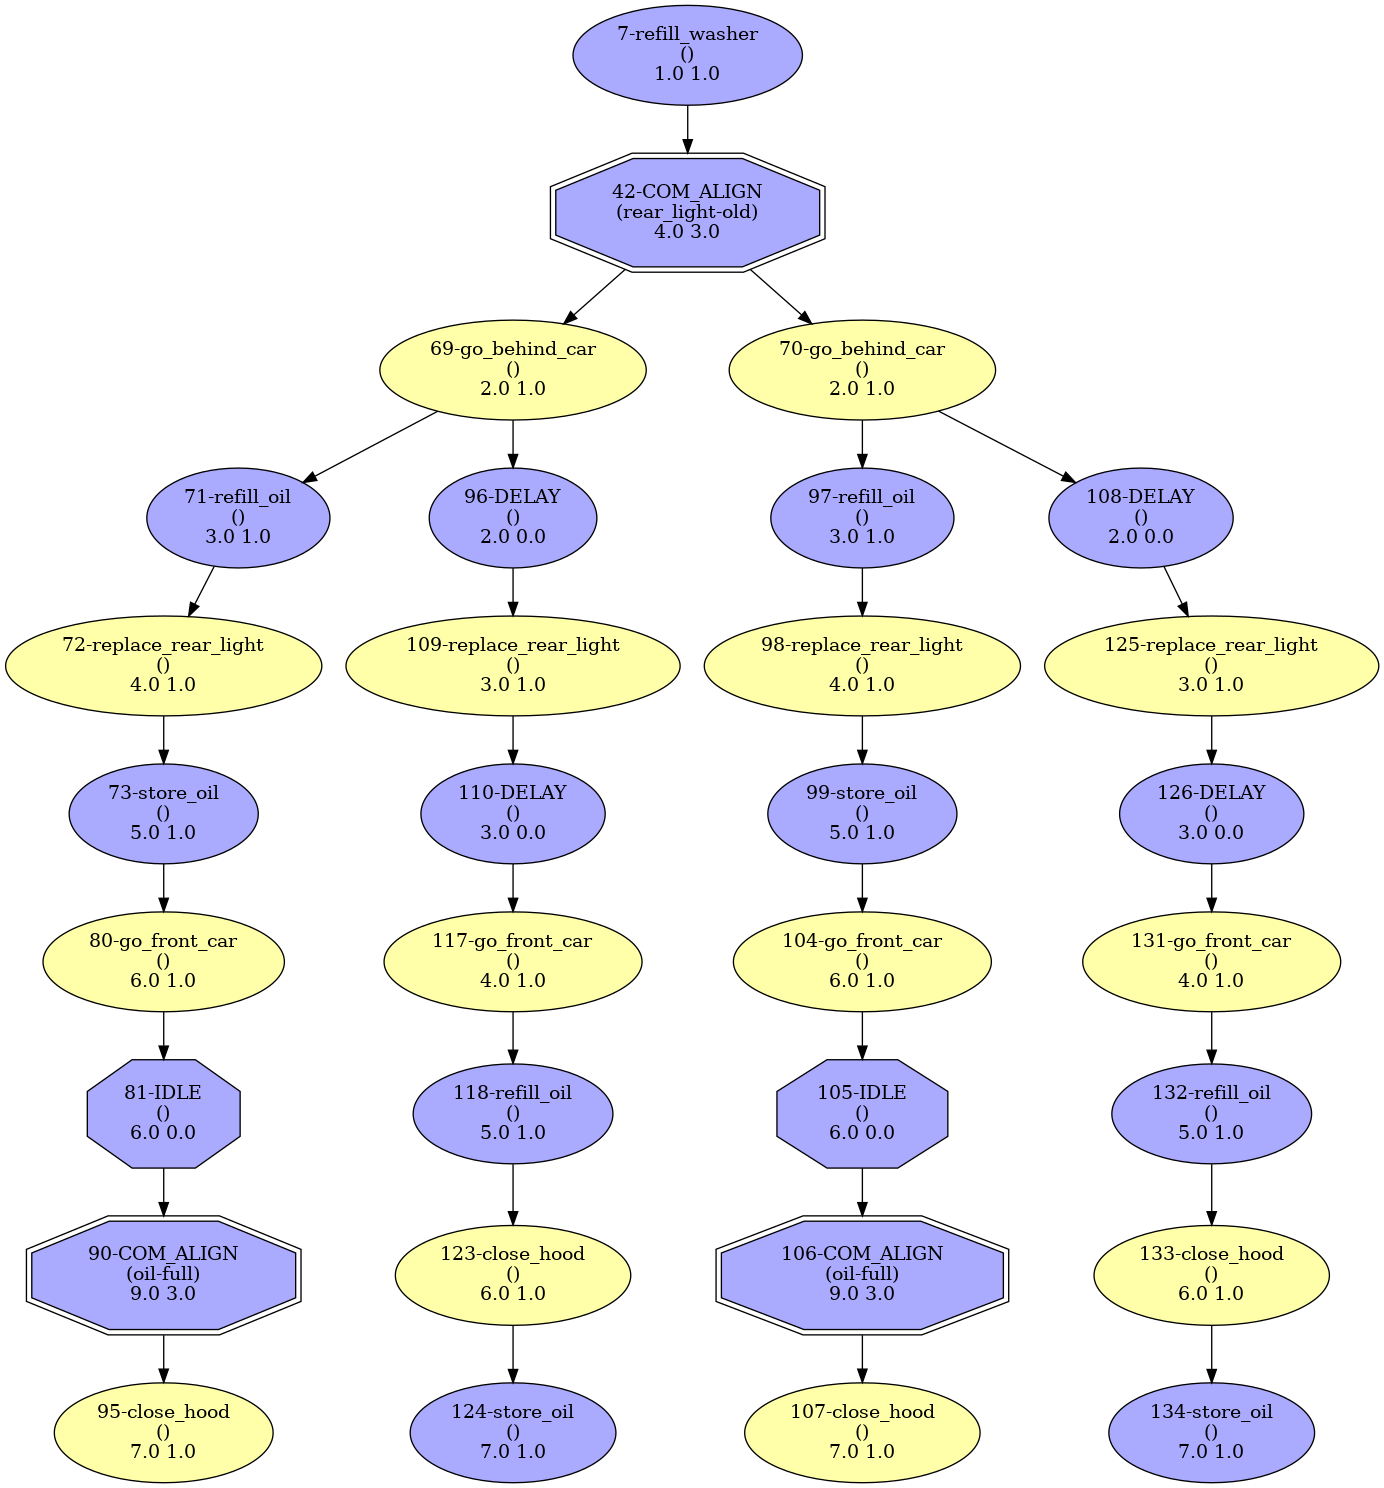 7-refill_washer
()
1.0 1.0
42-COM_ALIGN
(rear_light-old)
4.0 3.0
69-go_behind_car
()
2.0 1.0
70-go_behind_car
()
2.0 1.0
71-refill_oil
()
3.0 1.0
96-DELAY
()
2.0 0.0
97-refill_oil
()
3.0 1.0
108-DELAY
()
2.0 0.0
72-replace_rear_light
()
4.0 1.0
109-replace_rear_light
()
3.0 1.0
98-replace_rear_light
()
4.0 1.0
125-replace_rear_light
()
3.0 1.0
73-store_oil
()
5.0 1.0
110-DELAY
()
3.0 0.0
99-store_oil
()
5.0 1.0
126-DELAY
()
3.0 0.0
80-go_front_car
()
6.0 1.0
117-go_front_car
()
4.0 1.0
104-go_front_car
()
6.0 1.0
131-go_front_car
()
4.0 1.0
81-IDLE
()
6.0 0.0
118-refill_oil
()
5.0 1.0
105-IDLE
()
6.0 0.0
132-refill_oil
()
5.0 1.0
90-COM_ALIGN
(oil-full)
9.0 3.0
123-close_hood
()
6.0 1.0
106-COM_ALIGN
(oil-full)
9.0 3.0
133-close_hood
()
6.0 1.0
95-close_hood
()
7.0 1.0
124-store_oil
()
7.0 1.0
107-close_hood
()
7.0 1.0
134-store_oil
()
7.0 1.0